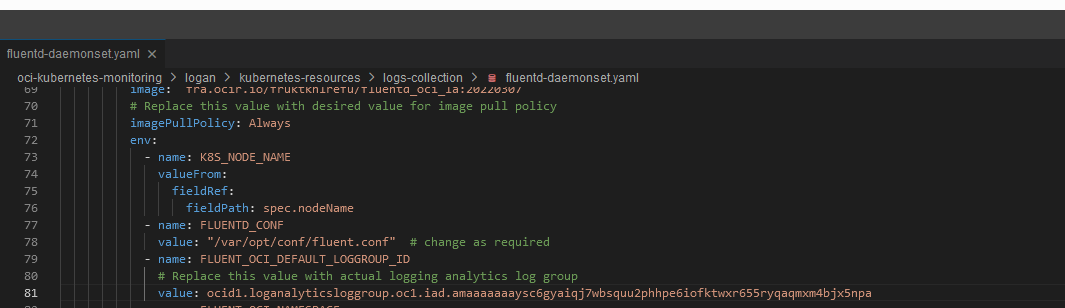 fluentd-daemonset.yaml ×
oci-kubernetes-monitoring > logan > kubernetes-resources > logs-collection > fluentd-daemonset.yaml
69 image: fra.ocir.io/fruktknlrefu/fluentd_oci_la:20220307
70 # Replace this value with desired value for image pull policy
71 imagePullPolicy: Always
72 env:
73 - name: K8S_NODE_NAME
74 valueFrom:
75 fieldRef:
76 fieldPath: spec.nodeName
77 - name: FLUENTD_CONF
78 value: "/var/opt/conf/fluent.conf" # change as required
79 - name: FLUENT_OCI_DEFAULT_LOGGROUP_ID
80 # Replace this value with actual logging analytics log group
81 value: ocid1.loganalyticsloggroup.oc1.iad.amaaaaaaaysc6gyaiqj7wbsquu2phhpe6iofktwxr655ryqaqmxm4bjx5npa